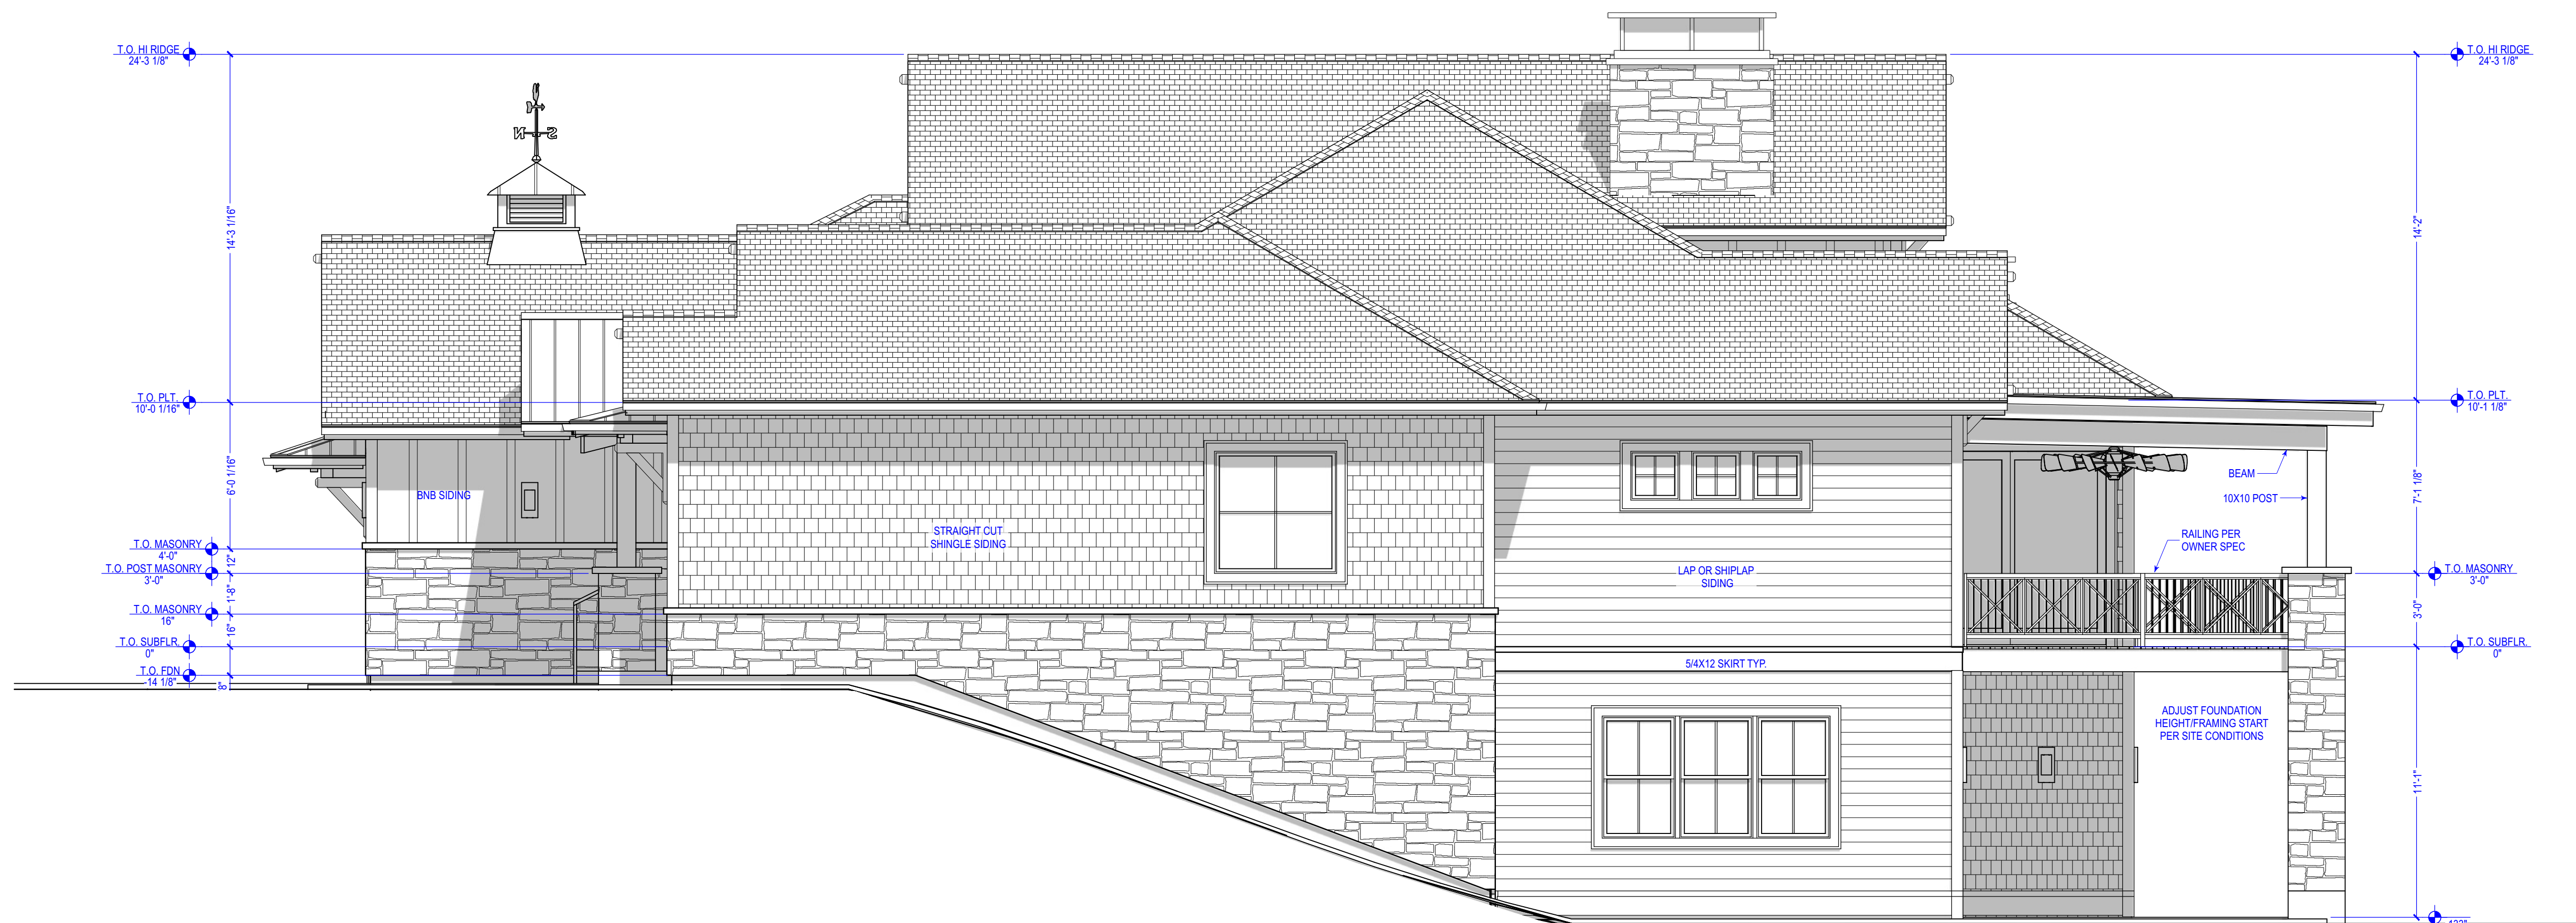 T.O. HI RIDGE
24'-3 1/8"
T.O. HI RIDGE
24'-3 1/8"
N S
14'-3 1/16"
14'-2"
T.O. PLT.
10'-0 1/16"
T.O. PLT.
10'-1 1/8"
6'-0 1/16"
7'-1 1/8"
BNB SIDING
STRAIGHT CUT
SHINGLE SIDING
LAP OR SHIPLAP
SIDING
BEAM
10X10 POST
RAILING PER
OWNER SPEC
T.O. MASONRY
4'-0"
12"
T.O. POST MASONRY
3'-0"
T.O. MASONRY
3'-0"
1'-8"
3'-0"
T.O. MASONRY
16"
16"
T.O. SUBFLR.
0"
T.O. SUBFLR.
0"
T.O. FDN
-14 1/8"
8"
5/4X12 SKIRT TYP.
ADJUST FOUNDATION
HEIGHT/FRAMING START
PER SITE CONDITIONS
11'-1"